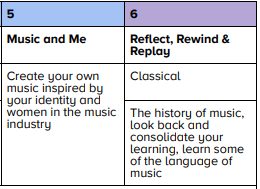 5
Music and Me
Create your own
music inspired by
your identity and
women in the music
industry
6
Reflect, Rewind &
Replay
Classical
The history of music,
look back and
consolidate your
learning, learn some
of the language of
music